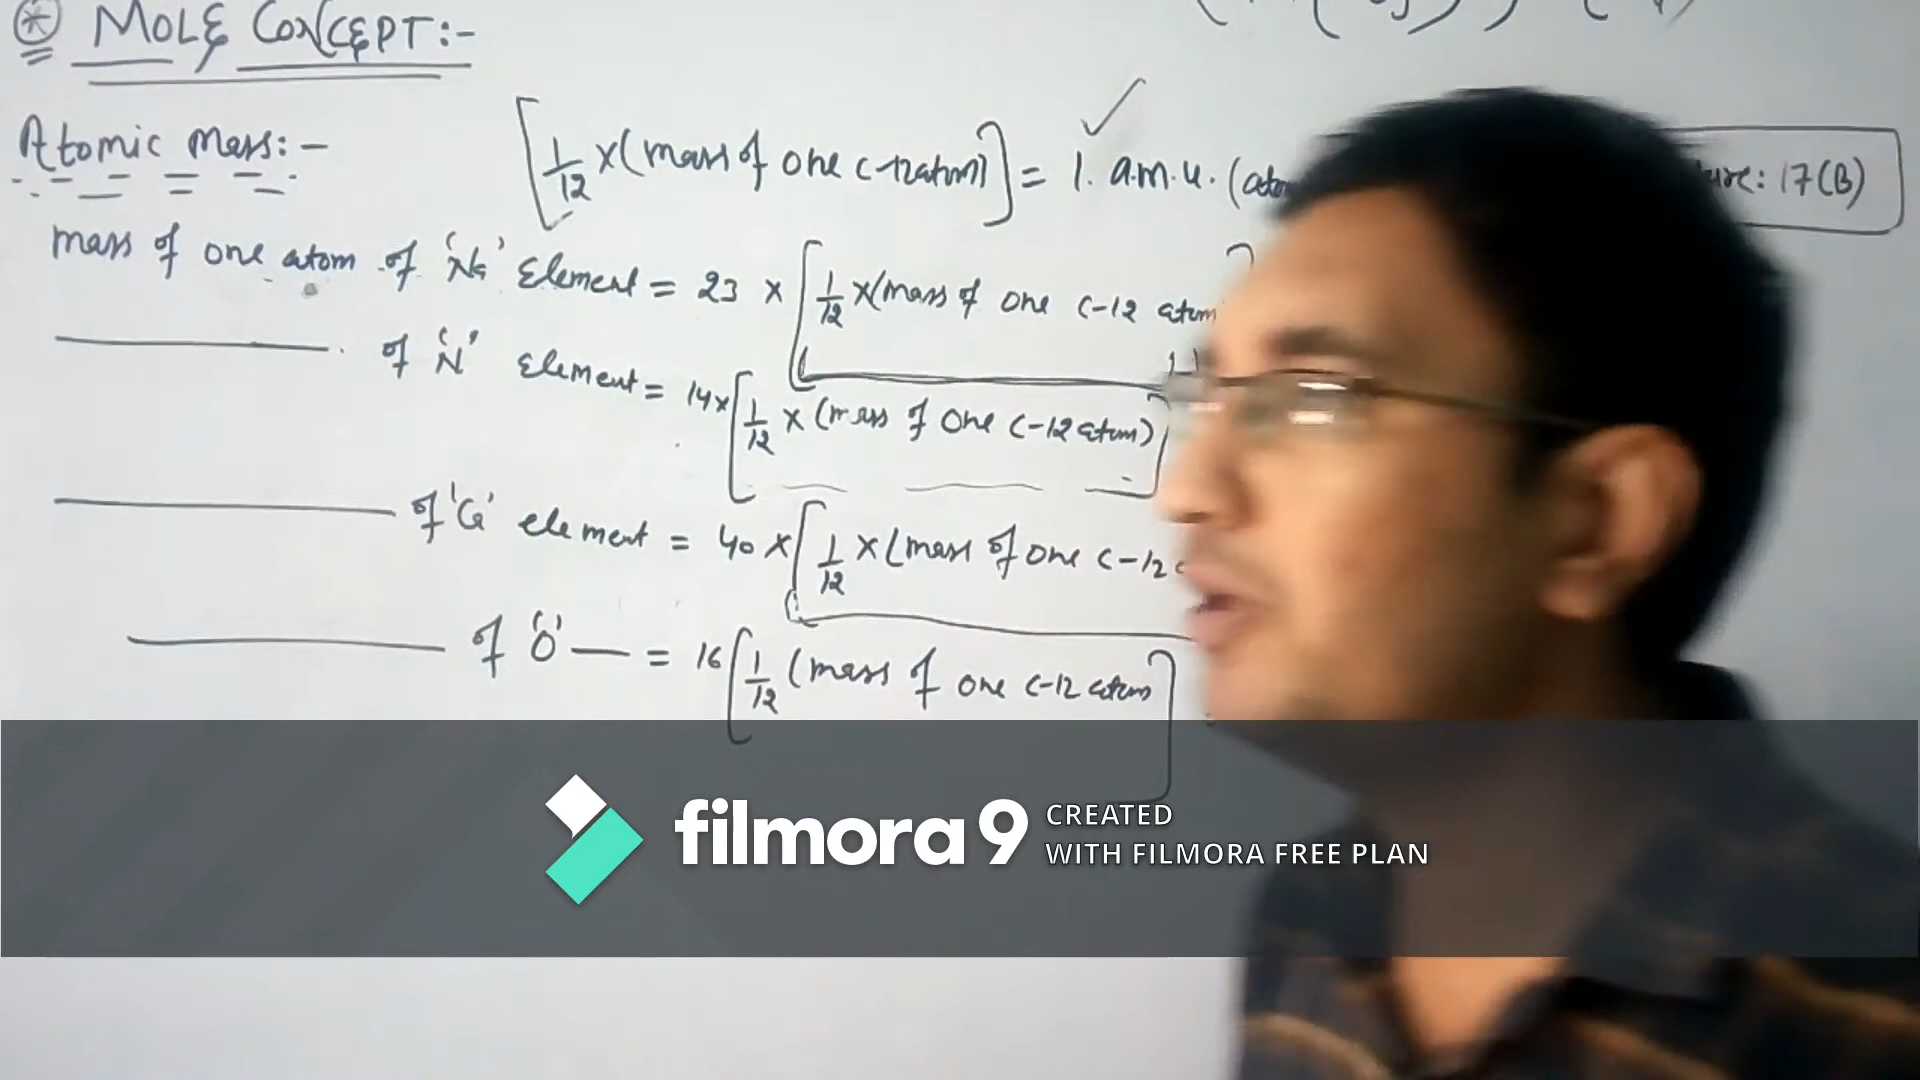 * MOLE CONCEPT:-
Atomic Mass:-
[1/12 x (mass of one C-12 atom)] = 1. a.m.u. (
: 17(B)
mass of one atom of 'Na' Element = 23 x [1/12 x (mass of one C-12 atom
of 'N' Element = 14x [1/12 x (mass of one C-12 atom)]
of 'Ca' element = 40 x [1/12 x (mass of one C-12
of 'O' — = 16 [1/12 (mass of one C-12 atom]
filmora9 CREATED
WITH FILMORA FREE PLAN